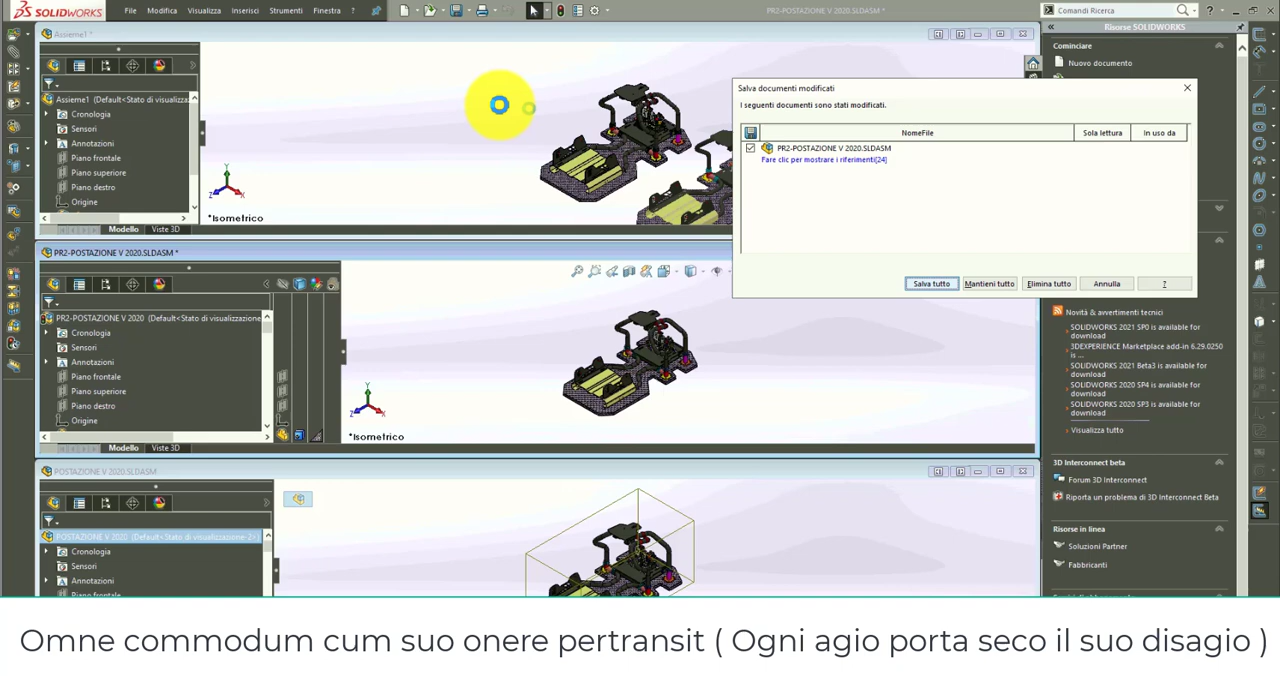 SOLIDWORKS
File Modifica Visualizza Inserisci Strumenti Finestra ?
PR2-POSTAZIONE V 2020.SLDASM *
Comandi Ricerca
?
Assieme1 *
Assieme1 (Default<Stato di visualizza
Cronologia
Sensori
Annotazioni
Piano frontale
Piano superiore
Piano destro
Origine
Y
Z X
*Isometrico
Modello Viste 3D
PR2-POSTAZIONE V 2020.SLDASM *
PR2-POSTAZIONE V 2020 (Default<Stato di visualizzazione
Cronologia
Sensori
Annotazioni
Piano frontale
Piano superiore
Piano destro
Origine
Y
Z X
*Isometrico
Modello Viste 3D
POSTAZIONE V 2020.SLDASM
POSTAZIONE V 2020 (Default<Stato di visualizzazione-2>)
Cronologia
Sensori
Annotazioni
Piano frontale
Salva documenti modificati
I seguenti documenti sono stati modificati.
NomeFile Sola lettura In uso da
PR2-POSTAZIONE V 2020.SLDASM
Fare clic per mostrare i riferimenti[24]
Salva tutto Mantieni tutto Elimina tutto Annulla ?
Risorse SOLIDWORKS
Cominciare
Nuovo documento
Novità & avvertimenti tecnici
SOLIDWORKS 2021 SP0 is available for
download
3DEXPERIENCE Marketplace add-in 6.29.0250
is ...
SOLIDWORKS 2021 Beta3 is available for
download
SOLIDWORKS 2020 SP4 is available for
download
SOLIDWORKS 2020 SP3 is available for
download
Visualizza tutto
3D Interconnect beta
Forum 3D Interconnect
Riporta un problema di 3D Interconnect Beta
Risorse in linea
Soluzioni Partner
Fabbricanti
Omne commodum cum suo onere pertransit ( Ogni agio porta seco il suo disagio )